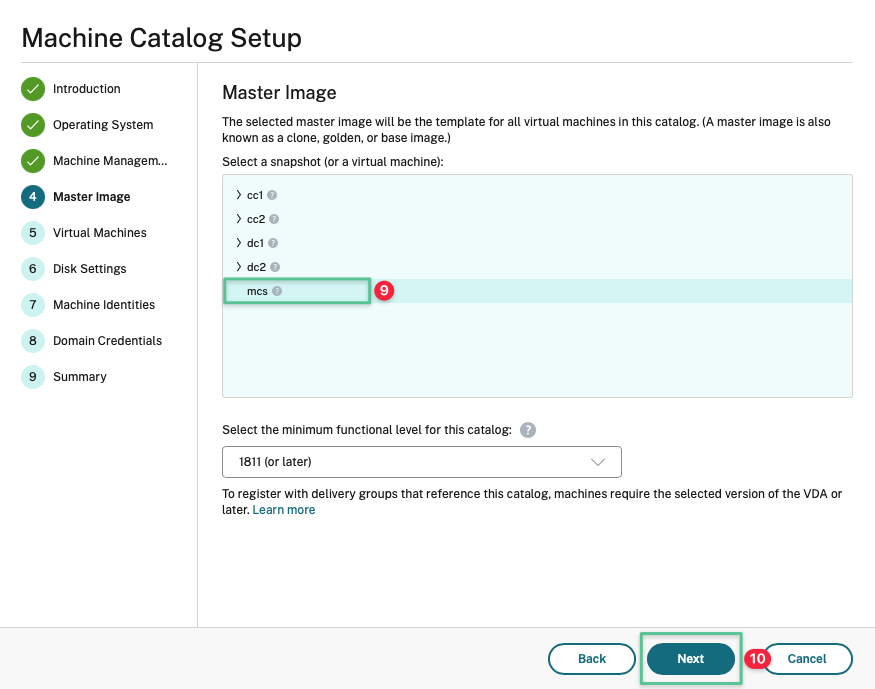 Machine Catalog Setup
Introduction
Operating System
Machine Managem...
4 Master Image
5 Virtual Machines
6 Disk Settings
7 Machine Identities
8 Domain Credentials
9 Summary
Master Image
The selected master image will be the template for all virtual machines in this catalog. (A master image is also
known as a clone, golden, or base image.)
Select a snapshot (or a virtual machine):
cc1 ?
cc2 ?
dc1 ?
dc2 ?
mcs ? 9
Select the minimum functional level for this catalog: ?
1811 (or later)
To register with delivery groups that reference this catalog, machines require the selected version of the VDA or
later. Learn more
Back Next 10 Cancel